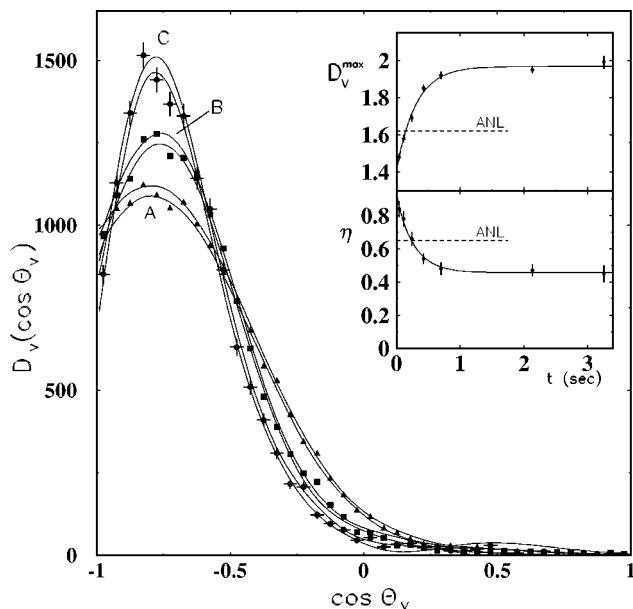 C
B
A
1500
1000
500
0
D_v(cos Θ_v)
-1
-0.5
0
0.5
1
cos Θ_v
D_v^max
2
1.8
1.6
1.4
ANL
η
0.8
0.6
0.4
0.2
0
ANL
0
1
2
3
t (sec)